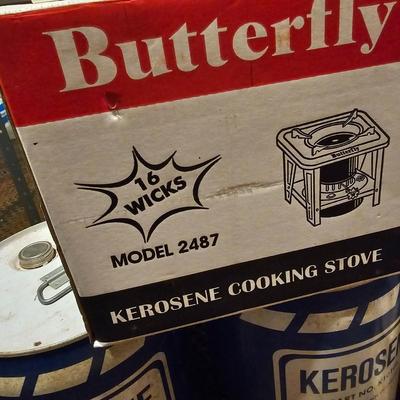 Butterfly
Butterfly
16
WICKS
MODEL 2487
KEROSENE COOKING STOVE
KEROSE